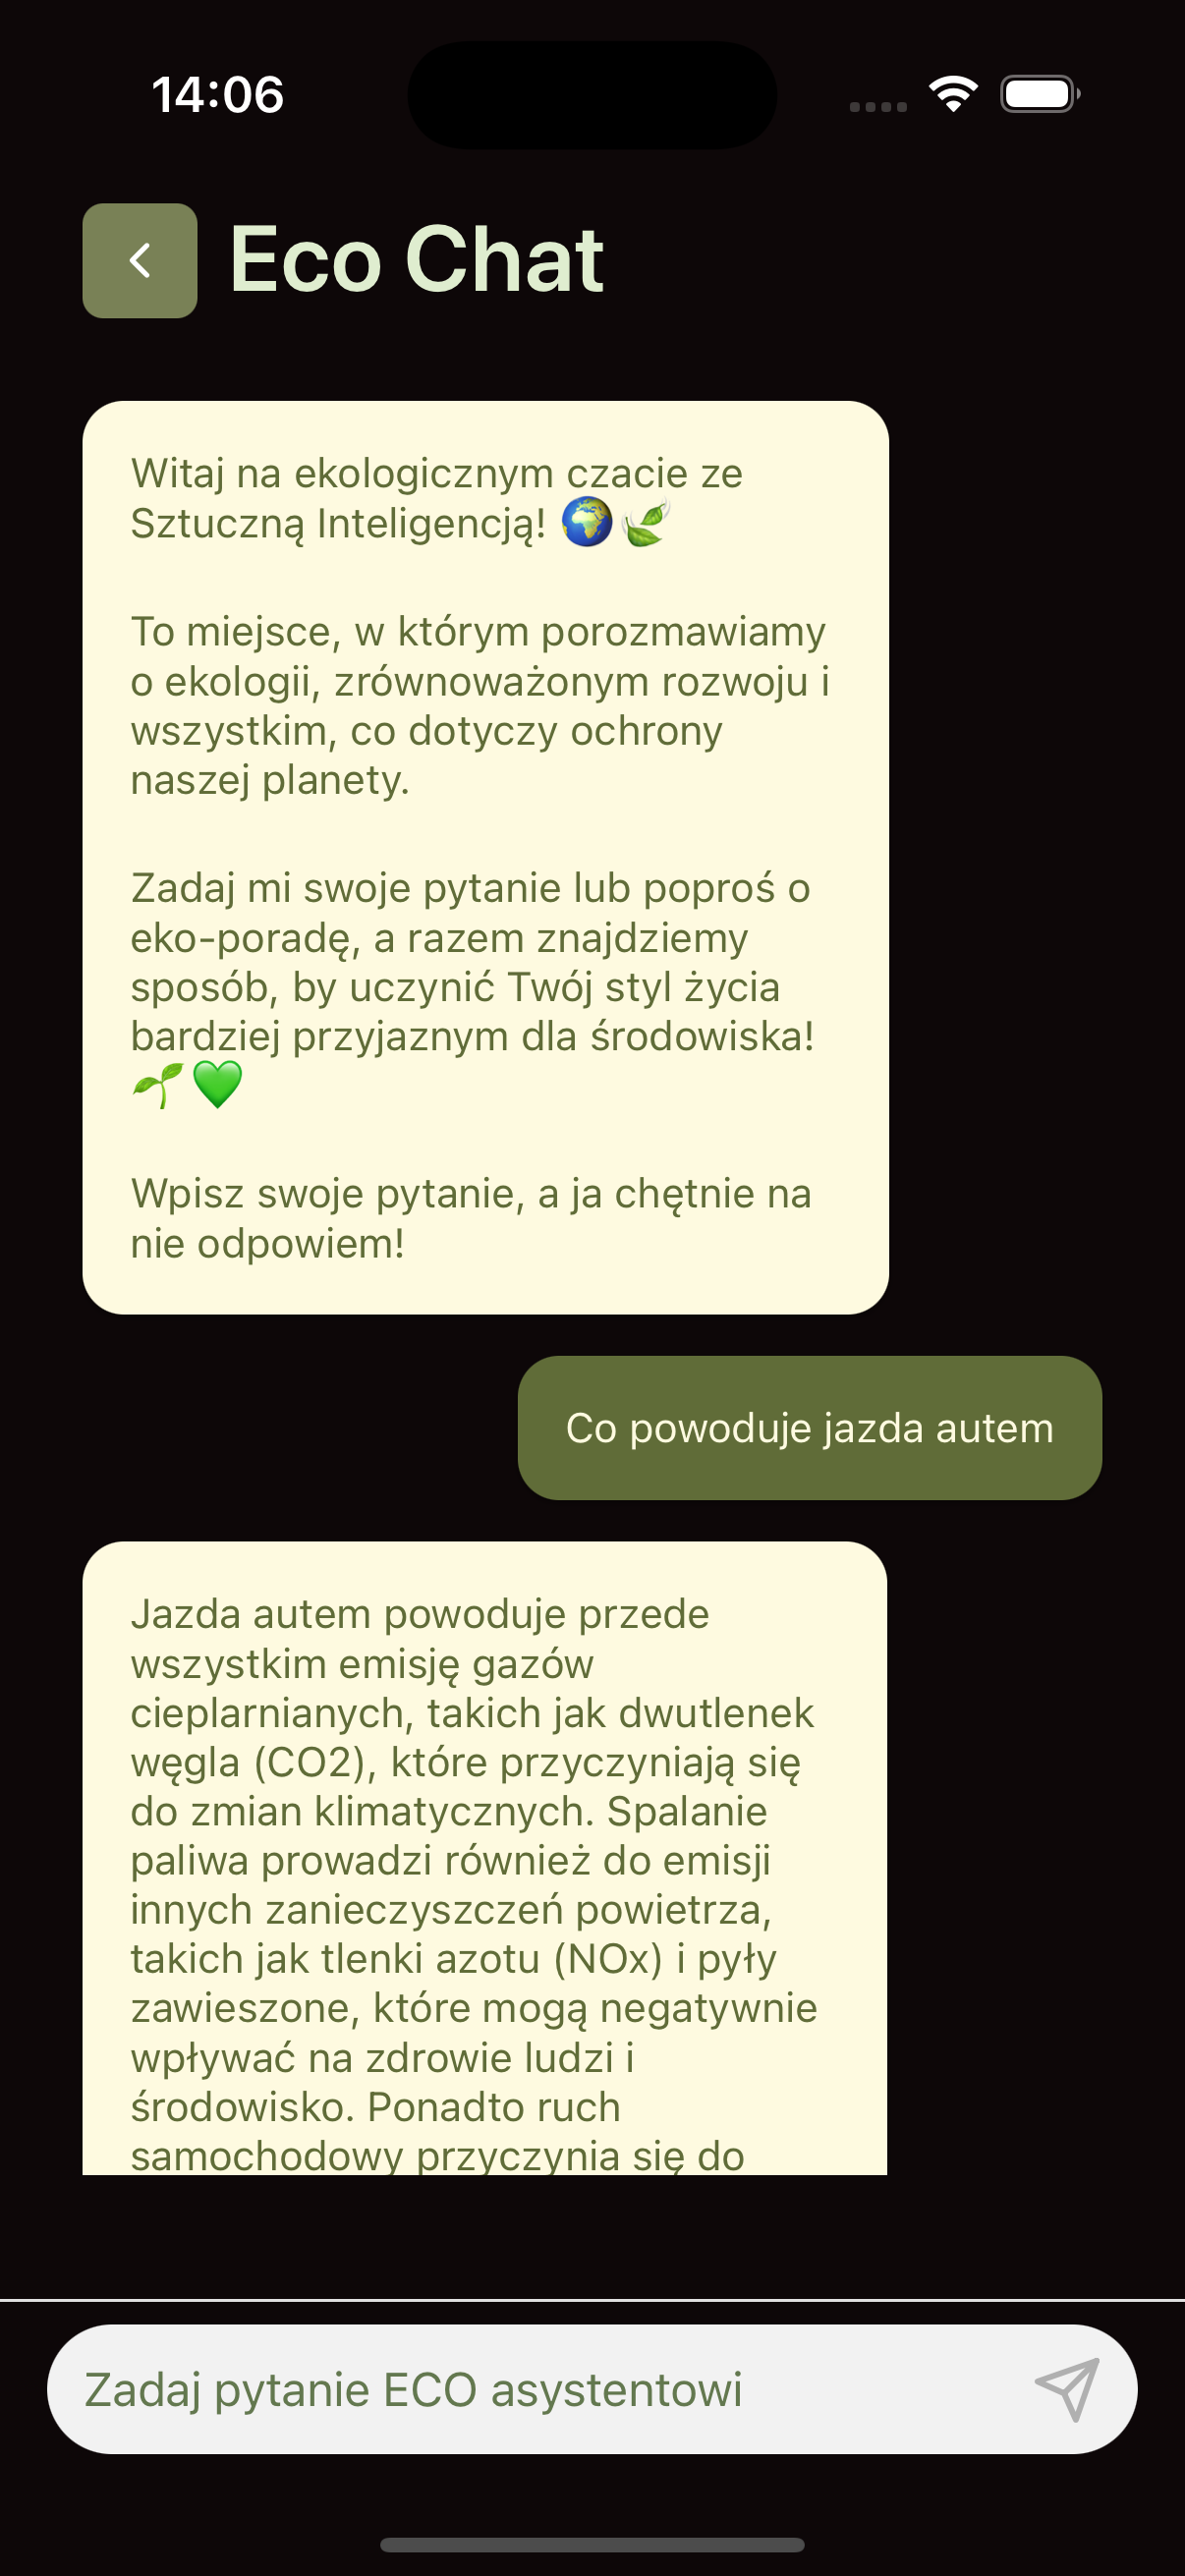 14:06
Eco Chat
Witaj na ekologicznym czacie ze
Sztuczną Inteligencją! 🌍🍃
To miejsce, w którym porozmawiamy
o ekologii, zrównoważonym rozwoju i
wszystkim, co dotyczy ochrony
naszej planety.
Zadaj mi swoje pytanie lub poproś o
eko-poradę, a razem znajdziemy
sposób, by uczynić Twój styl życia
bardziej przyjaznym dla środowiska!
🌱💚
Wpisz swoje pytanie, a ja chętnie na
nie odpowiem!
Co powoduje jazda autem
Jazda autem powoduje przede
wszystkim emisję gazów
cieplarnianych, takich jak dwutlenek
węgla (CO2), które przyczyniają się
do zmian klimatycznych. Spalanie
paliwa prowadzi również do emisji
innych zanieczyszczeń powietrza,
takich jak tlenki azotu (NOx) i pyły
zawieszone, które mogą negatywnie
wpływać na zdrowie ludzi i
środowisko. Ponadto ruch
samochodowy przyczynia się do
Zadaj pytanie ECO asystentowi